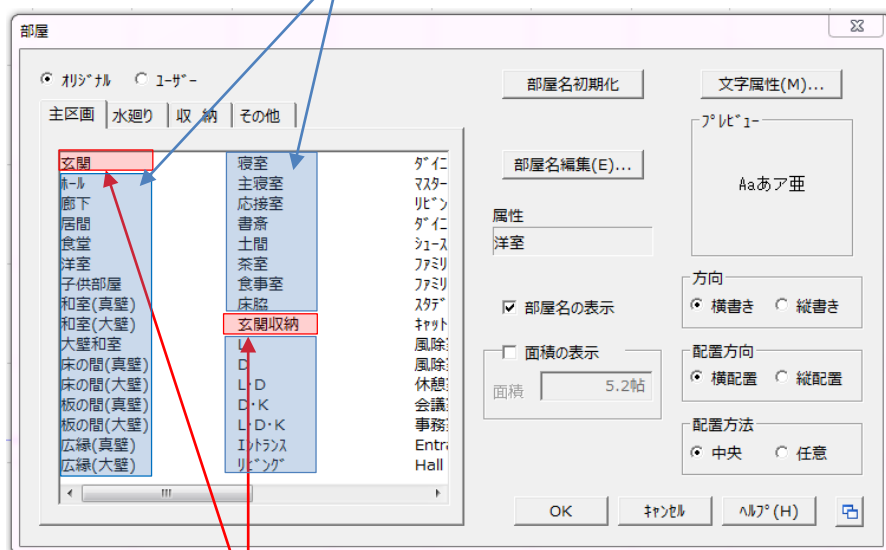 部屋
ｵﾘｼﾞﾅﾙ ﾕｰｻﾞｰ
主区画 水廻り 収 納 その他
玄関
ﾎｰﾙ
廊下
居間
食堂
洋室
子供部屋
和室(真壁)
和室(大壁)
大壁和室
床の間(真壁)
床の間(大壁)
板の間(真壁)
板の間(大壁)
広縁(真壁)
広縁(大壁)
寝室
主寝室
応接室
書斎
土間
茶室
食事室
床脇
玄関収納
L
D
L･D
D･K
L･D･K
ｴﾝﾄﾗﾝｽ
ﾘﾋﾞﾝｸﾞ
ﾀﾞｲﾆ
ﾏｽﾀｰ
ﾘﾋﾞﾝ
ﾀﾞｲﾆ
ｼｭｰｽ
ﾌｧﾐﾘ
ﾌｧﾐﾘ
ｽﾀﾃﾞ
ｷｬｯﾄ
風除
風除
休憩
会議
事務
Entr
Hall
部屋名初期化
文字属性(M)...
ﾌﾟﾚﾋﾞｭｰ
Aaあア亜
部屋名編集(E)...
属性
洋室
部屋名の表示
面積の表示
面積 5.2帖
方向
横書き 縦書き
配置方向
横配置 縦配置
配置方法
中央 任意
OK ｷｬﾝｾﾙ ﾍﾙﾌﾟ(H)